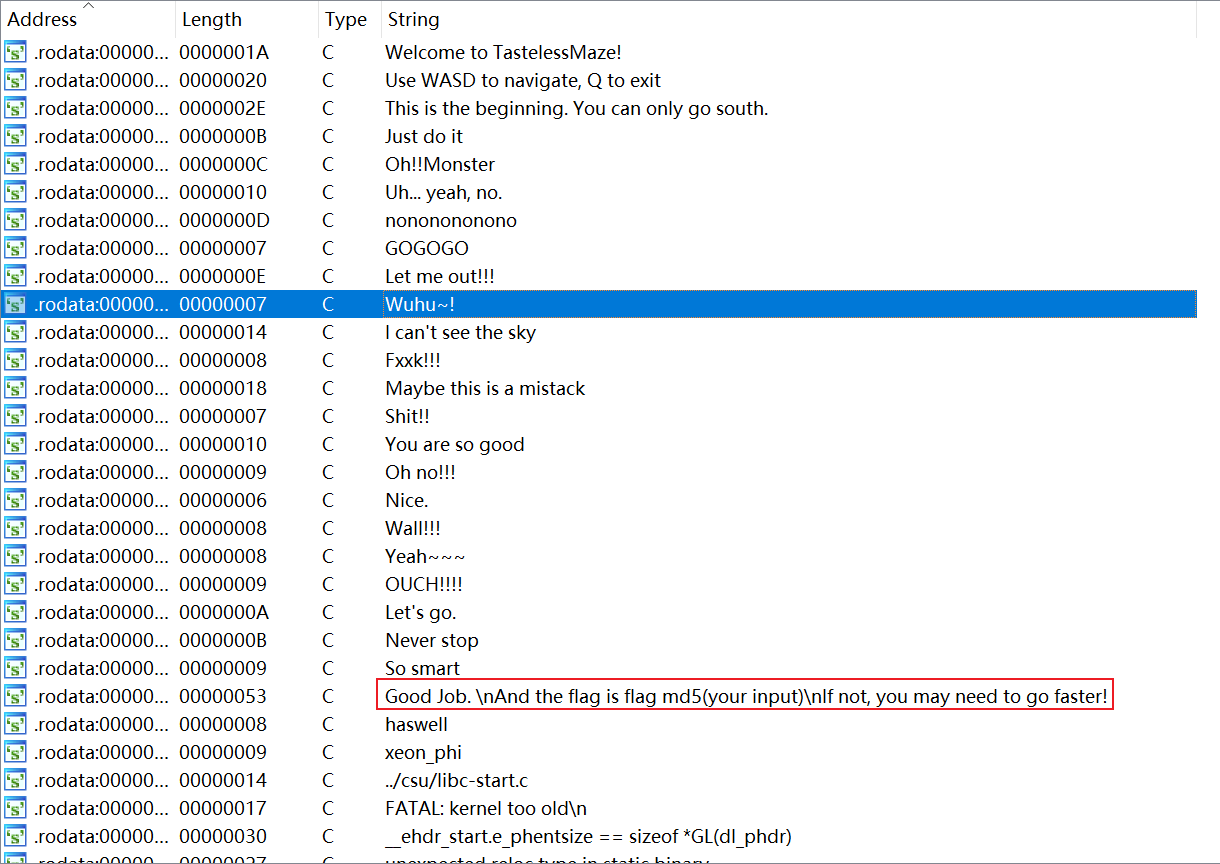 Address Length Type String
.rodata:00000... 0000001A C Welcome to TastelessMaze!
.rodata:00000... 00000020 C Use WASD to navigate, Q to exit
.rodata:00000... 0000002E C This is the beginning. You can only go south.
.rodata:00000... 0000000B C Just do it
.rodata:00000... 0000000C C Oh!!Monster
.rodata:00000... 00000010 C Uh... yeah, no.
.rodata:00000... 0000000D C nononononono
.rodata:00000... 00000007 C GOGOGO
.rodata:00000... 0000000E C Let me out!!!
.rodata:00000... 00000007 C Wuhu~!
.rodata:00000... 00000014 C I can't see the sky
.rodata:00000... 00000008 C Fxxk!!!
.rodata:00000... 00000018 C Maybe this is a mistack
.rodata:00000... 00000007 C Shit!!
.rodata:00000... 00000010 C You are so good
.rodata:00000... 00000009 C Oh no!!!
.rodata:00000... 00000006 C Nice.
.rodata:00000... 00000008 C Wall!!!
.rodata:00000... 00000008 C Yeah~~~
.rodata:00000... 00000009 C OUCH!!!!
.rodata:00000... 0000000A C Let's go.
.rodata:00000... 0000000B C Never stop
.rodata:00000... 00000009 C So smart
.rodata:00000... 00000053 C Good Job. \nAnd the flag is flag md5(your input)\nIf not, you may need to go faster!
.rodata:00000... 00000008 C haswell
.rodata:00000... 00000009 C xeon_phi
.rodata:00000... 00000014 C ../csu/libc-start.c
.rodata:00000... 00000017 C FATAL: kernel too old\n
.rodata:00000... 00000030 C __ehdr_start.e_phentsize == sizeof *GL(dl_phdr)
.rodata:00000... 00000027 C unexpected reloc type in static binary